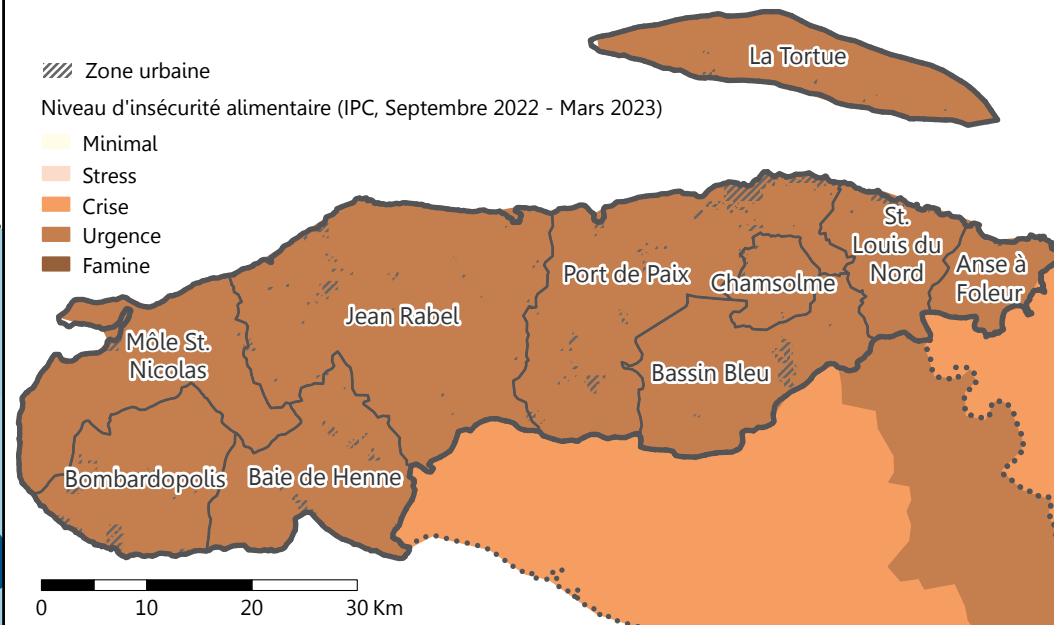 La Tortue
Zone urbaine
Niveau d'insécurité alimentaire (IPC, Septembre 2022 - Mars 2023)
Minimal
Stress
Crise
Urgence
Famine
St.
Louis du
Nord
Anse à
Foleur
Port de Paix
Chamsolme
Jean Rabel
Môle St.
Nicolas
Bassin Bleu
Bombardopolis
Baie de Henne
0 10 20 30 Km